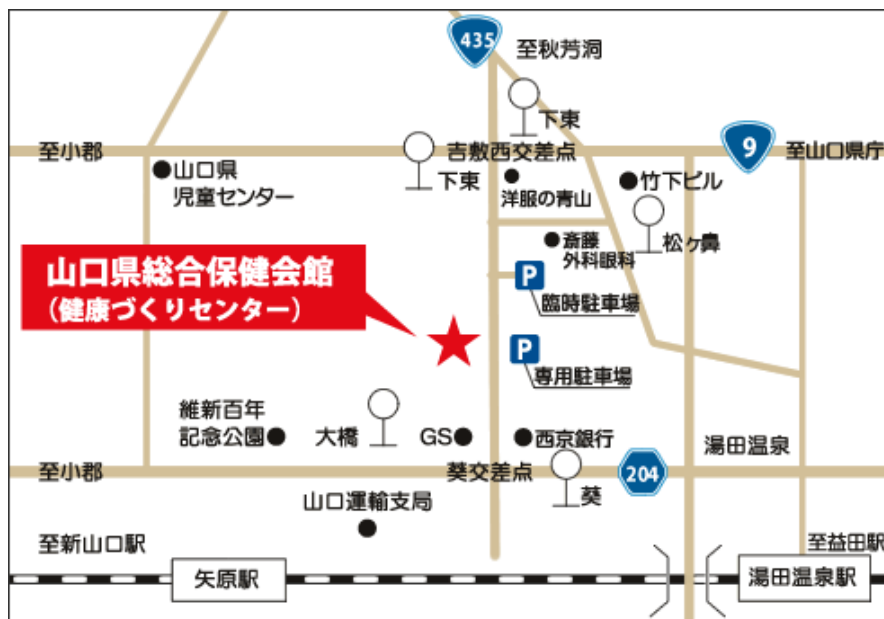 435
至秋芳洞
下東
至小郡
吉敷西交差点
9
至山口県庁
山口県
児童センター
下東
洋服の青山
竹下ビル
松ヶ鼻
斎藤
外科眼科
山口県総合保健会館
(健康づくりセンター)
P
臨時駐車場
P
専用駐車場
維新百年
記念公園
大橋
GS
西京銀行
湯田温泉
至小郡
葵交差点
204
葵
山口運輸支局
至新山口駅
至益田駅
矢原駅
湯田温泉駅